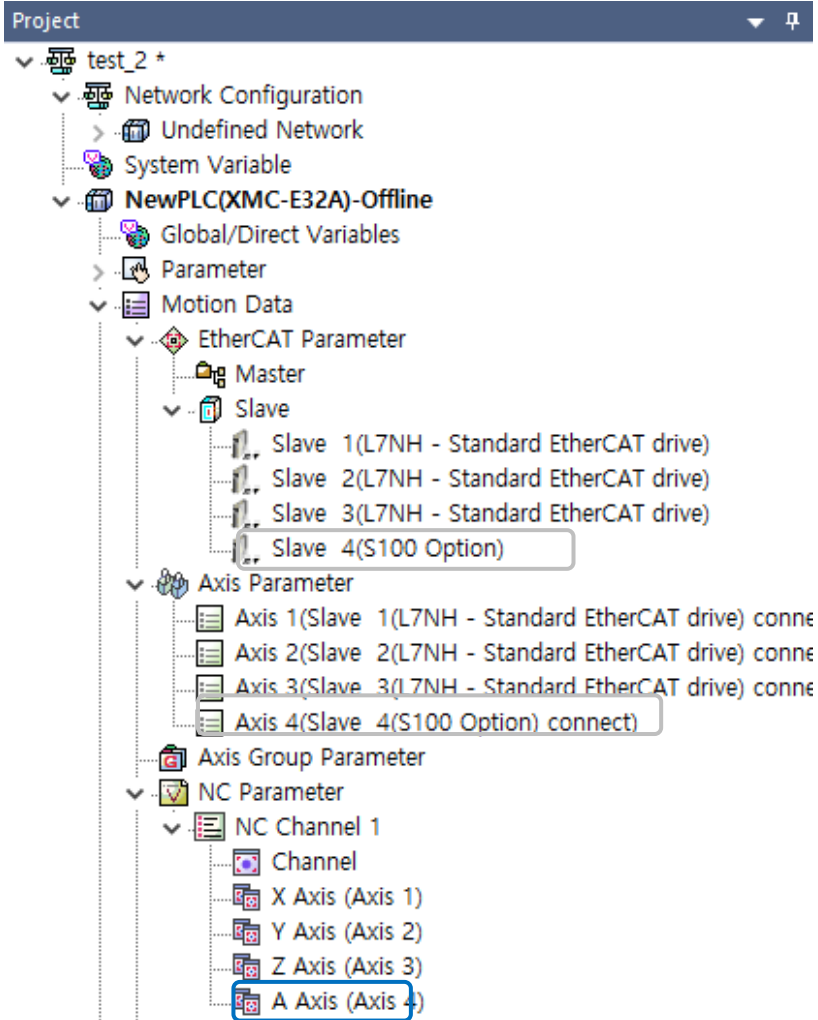 Project
test_2 *
Network Configuration
Undefined Network
System Variable
NewPLC(XMC-E32A)-Offline
Global/Direct Variables
Parameter
Motion Data
EtherCAT Parameter
Master
Slave
Slave 1(L7NH - Standard EtherCAT drive)
Slave 2(L7NH - Standard EtherCAT drive)
Slave 3(L7NH - Standard EtherCAT drive)
Slave 4(S100 Option)
Axis Parameter
Axis 1(Slave 1(L7NH - Standard EtherCAT drive) conne
Axis 2(Slave 2(L7NH - Standard EtherCAT drive) conne
Axis 3(Slave 3(L7NH - Standard EtherCAT drive) conne
Axis 4(Slave 4(S100 Option) connect)
Axis Group Parameter
NC Parameter
NC Channel 1
Channel
X Axis (Axis 1)
Y Axis (Axis 2)
Z Axis (Axis 3)
A Axis (Axis 4)